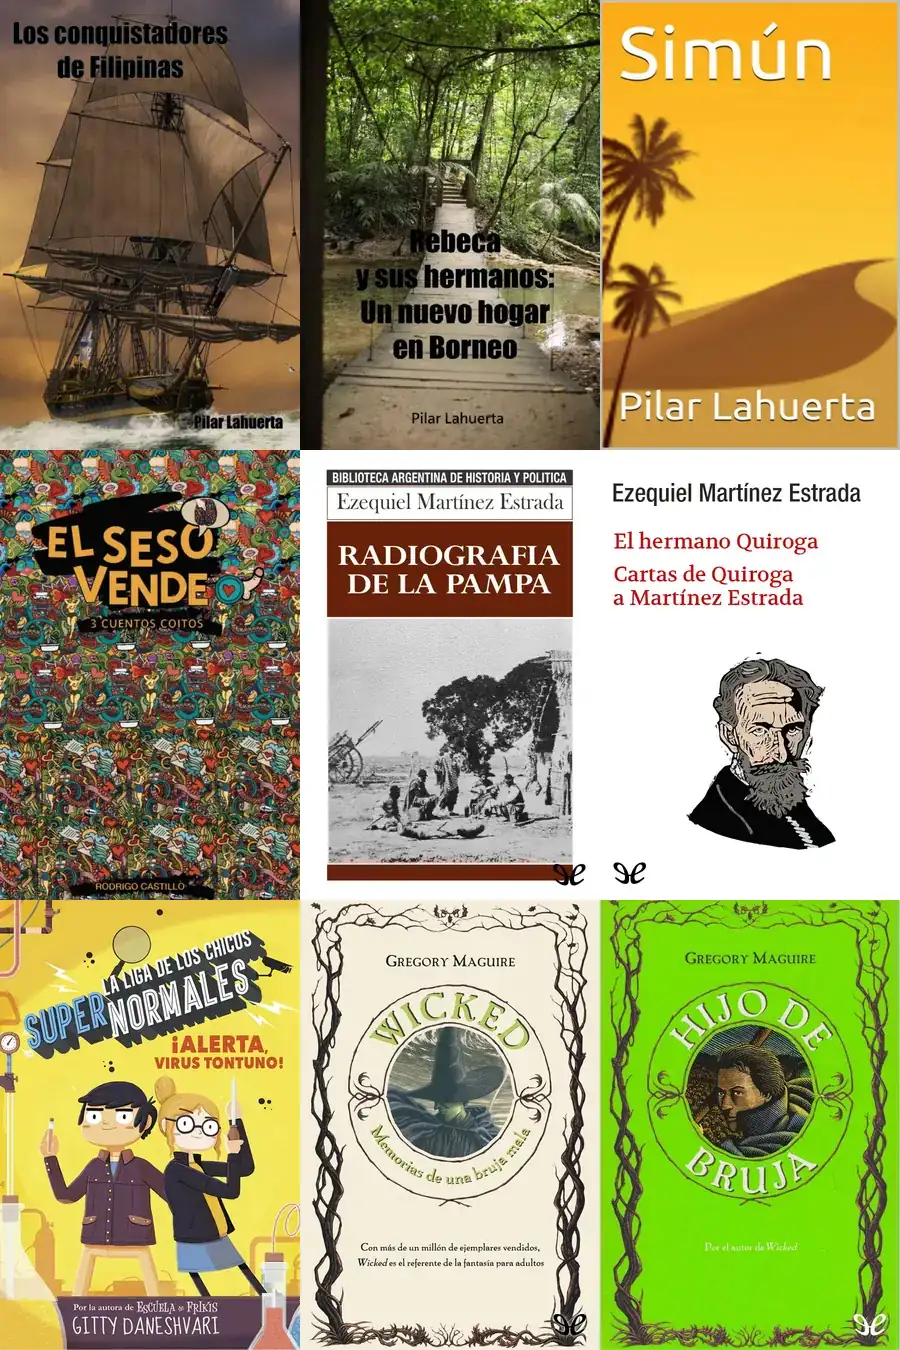 Los conquistadores
de Filipinas
Pilar Lahuerta
Rebeca
y sus hermanos:
Un nuevo hogar
en Borneo
Pilar Lahuerta
Simún
Pilar Lahuerta
EL SESO
VENDE
3 CUENTOS COITOS
RODRIGO CASTILLO
BIBLIOTECA ARGENTINA DE HISTORIA Y POLITICA
Ezequiel Martínez Estrada
RADIOGRAFIA
DE LA PAMPA
Ezequiel Martínez Estrada
El hermano Quiroga
Cartas de Quiroga
a Martínez Estrada
LA LIGA DE LOS CHICOS
SUPERNORMALES
¡ALERTA,
VIRUS TONTUNO!
Por la autora de ESCUELA de FRIKIS
GITTY DANESHVARI
GREGORY MAGUIRE
WICKED
Memorias de una bruja mala
Con más de un millón de ejemplares vendidos,
Wicked es el referente de la fantasía para adultos
GREGORY MAGUIRE
HIJO DE
BRUJA
Por el autor de Wicked